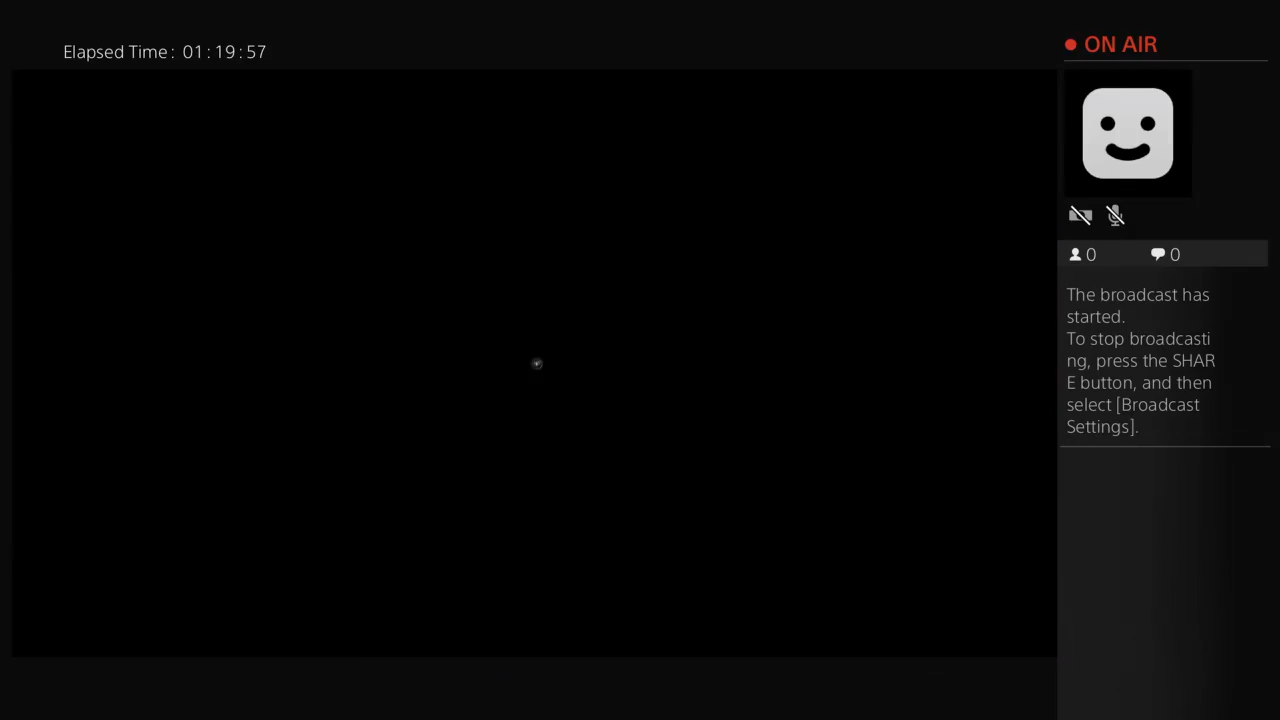 Elapsed Time: 01:19:57
ON AIR
0 0
The broadcast has
started.
To stop broadcasti
ng, press the SHAR
E button, and then
select [Broadcast
Settings].